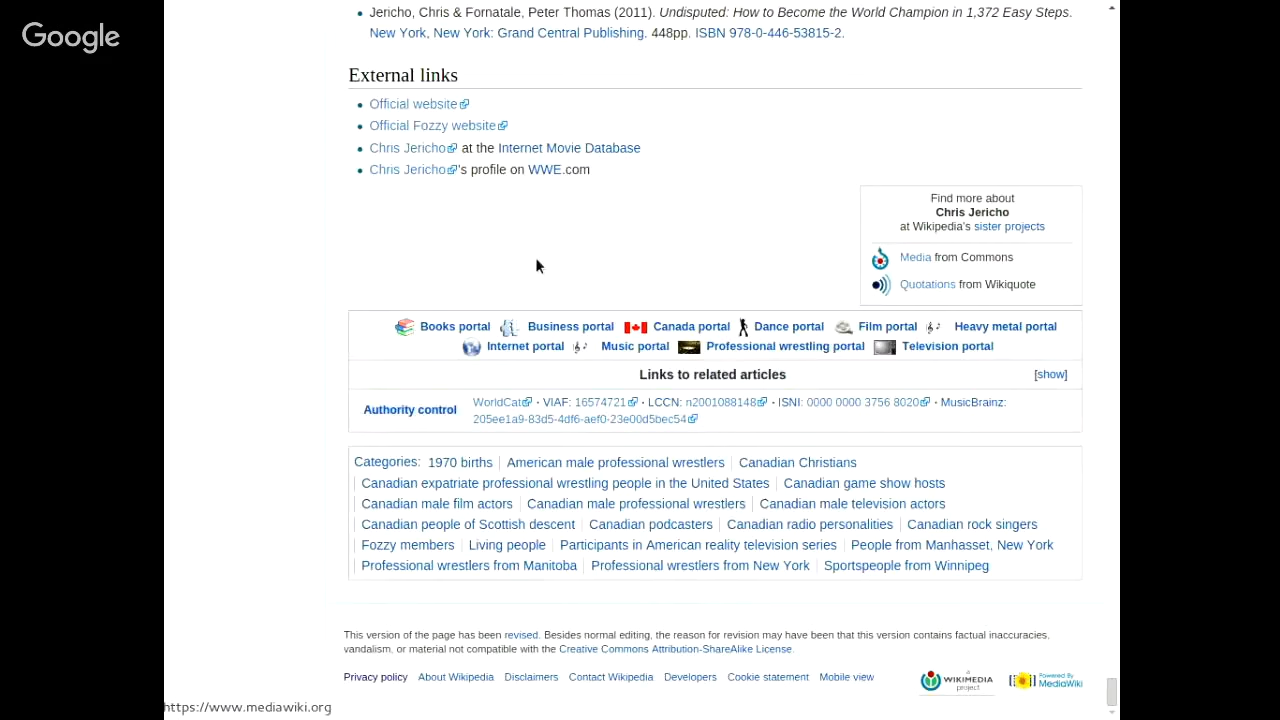 Google
Jericho, Chris & Fornatale, Peter Thomas (2011). Undisputed: How to Become the World Champion in 1,372 Easy Steps.
New York, New York: Grand Central Publishing. 448pp. ISBN 978-0-446-53815-2.
External links
Official website
Official Fozzy website
Chris Jericho at the Internet Movie Database
Chris Jericho's profile on WWE.com
Find more about
Chris Jericho
at Wikipedia's sister projects
Media from Commons
Quotations from Wikiquote
Books portal Business portal Canada portal Dance portal Film portal Heavy metal portal
Internet portal Music portal Professional wrestling portal Television portal
Links to related articles [show]
Authority control
WorldCat · VIAF: 16574721 · LCCN: n2001088148 · ISNI: 0000 0000 3756 8020 · MusicBrainz:
205ee1a9-83d5-4df6-aef0-23e00d5bec54
Categories: 1970 births | American male professional wrestlers | Canadian Christians
| Canadian expatriate professional wrestling people in the United States | Canadian game show hosts
| Canadian male film actors | Canadian male professional wrestlers | Canadian male television actors
| Canadian people of Scottish descent | Canadian podcasters | Canadian radio personalities | Canadian rock singers
| Fozzy members | Living people | Participants in American reality television series | People from Manhasset, New York
| Professional wrestlers from Manitoba | Professional wrestlers from New York | Sportspeople from Winnipeg
This version of the page has been revised. Besides normal editing, the reason for revision may have been that this version contains factual inaccuracies,
vandalism, or material not compatible with the Creative Commons Attribution-ShareAlike License.
Privacy policy About Wikipedia Disclaimers Contact Wikipedia Developers Cookie statement Mobile view
A WIKIMEDIA project
Powered By MediaWiki
https://www.mediawiki.org